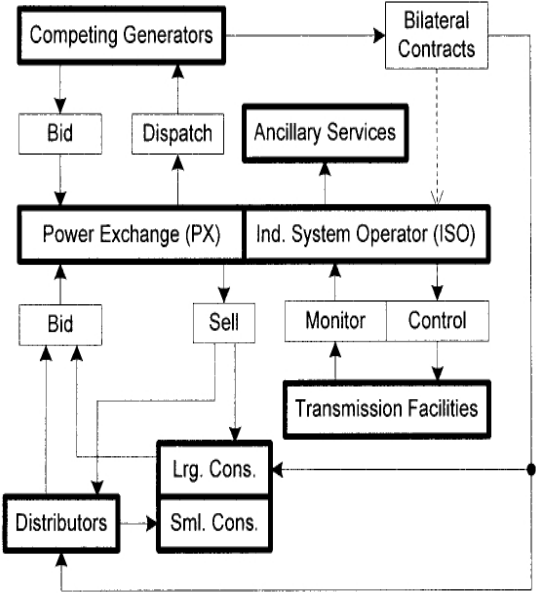 Competing Generators
Bilateral
Contracts
Bid
Dispatch
Ancillary Services
Power Exchange (PX)
Ind. System Operator (ISO)
Bid
Sell
Monitor
Control
Transmission Facilities
Lrg. Cons.
Distributors
Sml. Cons.